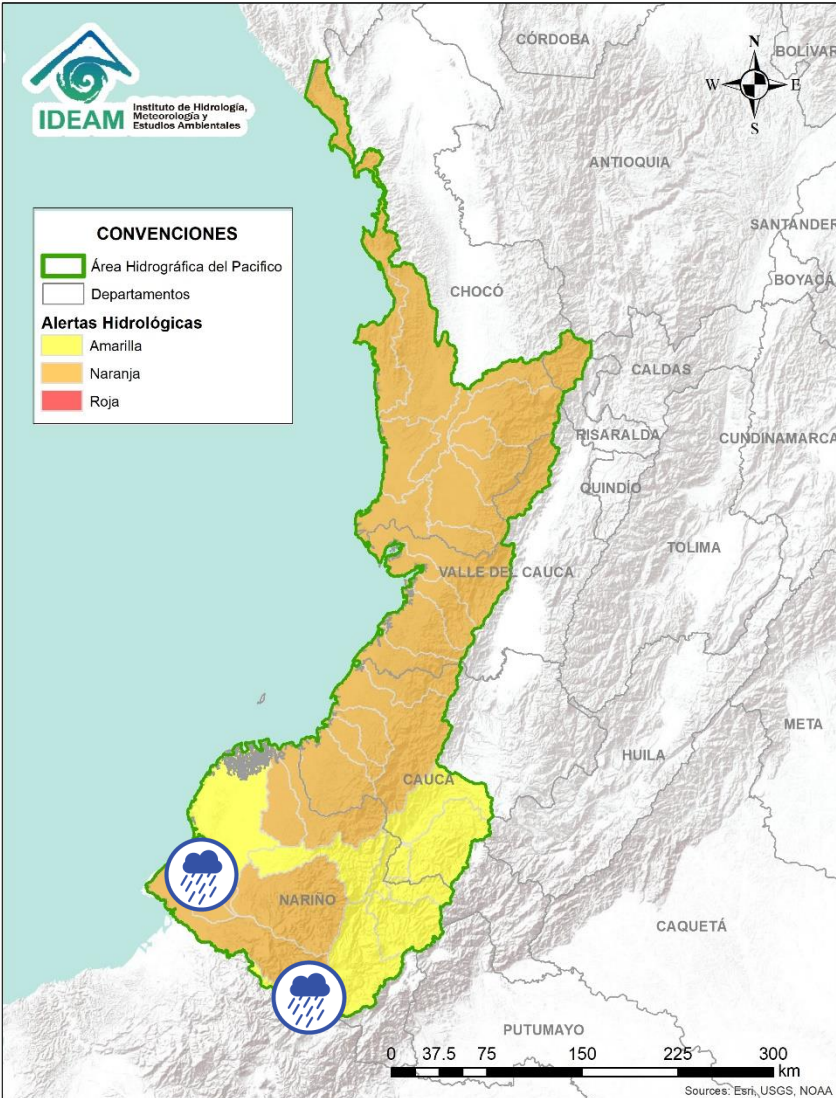 IDEAM
Instituto de Hidrología,
Meteorología y
Estudios Ambientales
CÓRDOBA
BOLÍVAR
N
W E
S
ANTIOQUIA
SANTANDER
BOYACÁ
CONVENCIONES
Área Hidrográfica del Pacifico
Departamentos
Alertas Hidrológicas
Amarilla
Naranja
Roja
CHOCÓ
CALDAS
RISARALDA
CUNDINAMARCA
QUINDÍO
TOLIMA
VALLE DEL CAUCA
META
HUILA
CAUCA
NARIÑO
CAQUETÁ
PUTUMAYO
0 37.5 75 150 225 300
km
Sources: Esri, USGS, NOAA